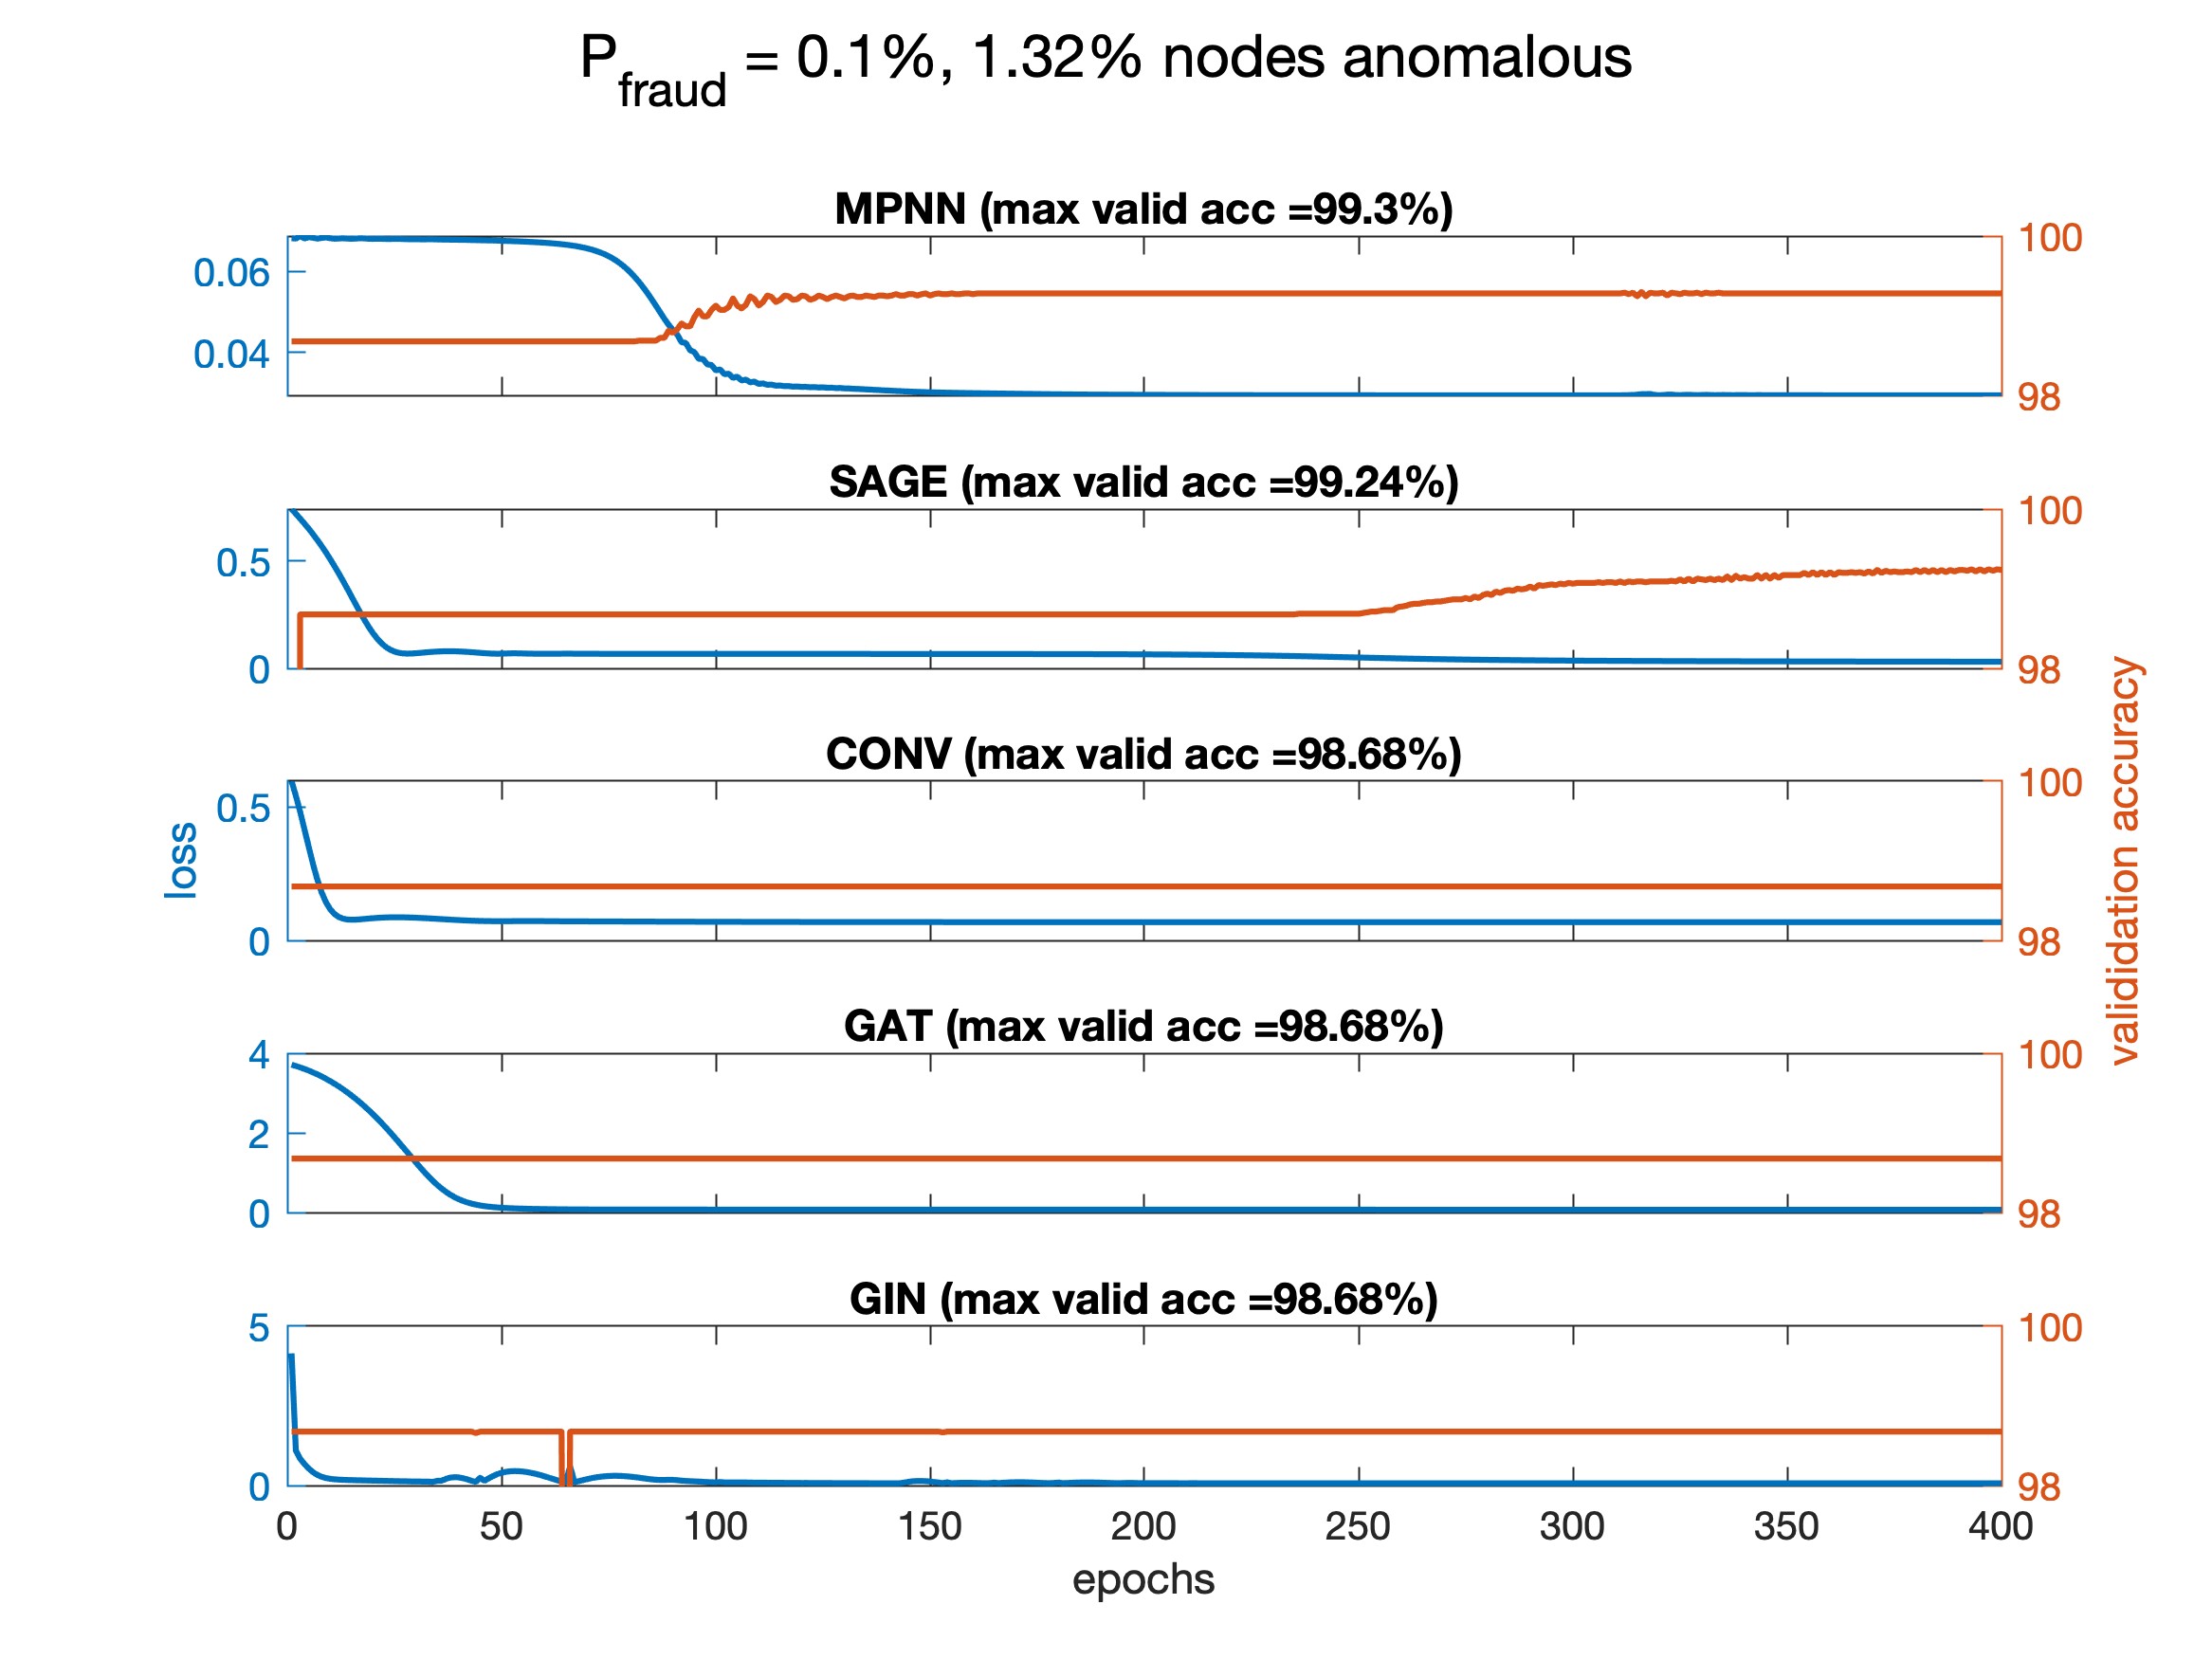 P_fraud = 0.1%, 1.32% nodes anomalous
MPNN (max valid acc =99.3%)
0.06
0.04
100
98
SAGE (max valid acc =99.24%)
0.5
0
100
98
CONV (max valid acc =98.68%)
0.5
0
100
98
loss
validation accuracy
GAT (max valid acc =98.68%)
4
2
0
100
98
GIN (max valid acc =98.68%)
5
0
100
98
0 50 100 150 200 250 300 350 400
epochs